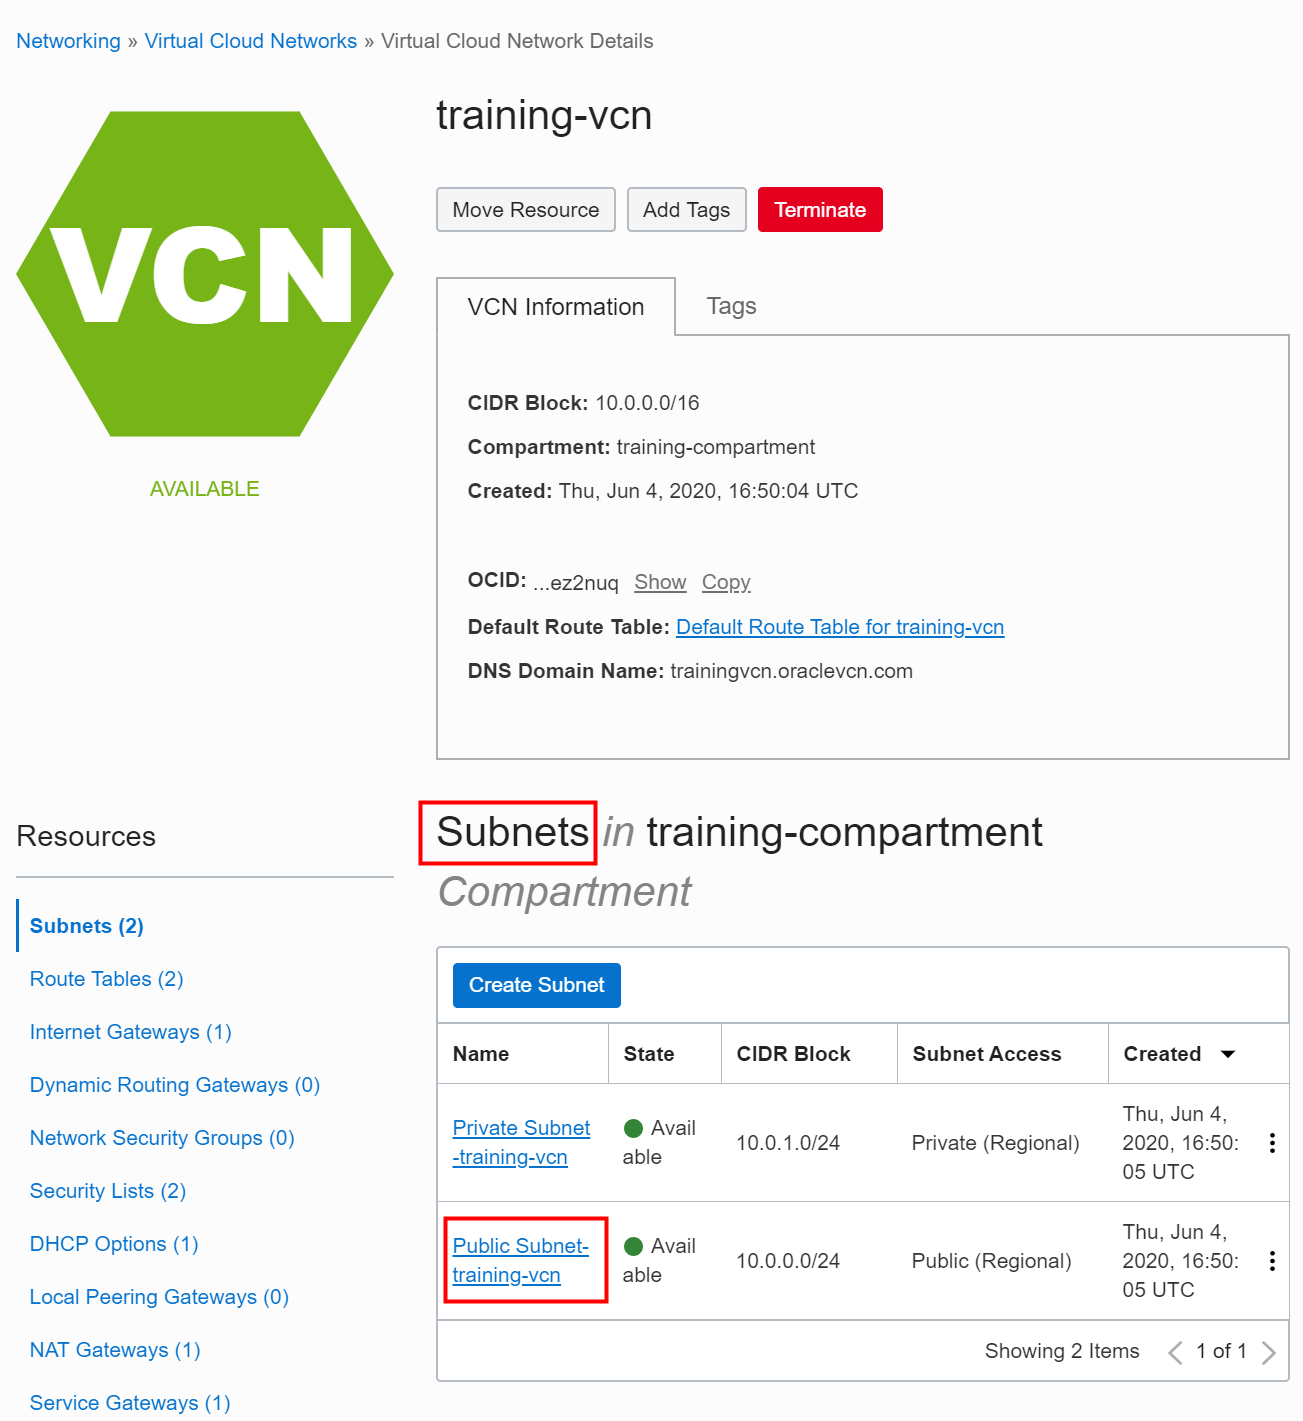 Networking » Virtual Cloud Networks » Virtual Cloud Network Details
VCN
AVAILABLE
training-vcn
Move Resource Add Tags Terminate
VCN Information Tags
CIDR Block: 10.0.0.0/16
Compartment: training-compartment
Created: Thu, Jun 4, 2020, 16:50:04 UTC
OCID: ...ez2nuq Show Copy
Default Route Table: Default Route Table for training-vcn
DNS Domain Name: trainingvcn.oraclevcn.com
Resources
Subnets (2)
Route Tables (2)
Internet Gateways (1)
Dynamic Routing Gateways (0)
Network Security Groups (0)
Security Lists (2)
DHCP Options (1)
Local Peering Gateways (0)
NAT Gateways (1)
Service Gateways (1)
Subnets in training-compartment
Compartment
Create Subnet
Name State CIDR Block Subnet Access Created
Private Subnet
-training-vcn
Avail
able
10.0.1.0/24
Private (Regional)
Thu, Jun 4,
2020, 16:50:
05 UTC
Public Subnet-
training-vcn
Avail
able
10.0.0.0/24
Public (Regional)
Thu, Jun 4,
2020, 16:50:
05 UTC
Showing 2 Items 1 of 1